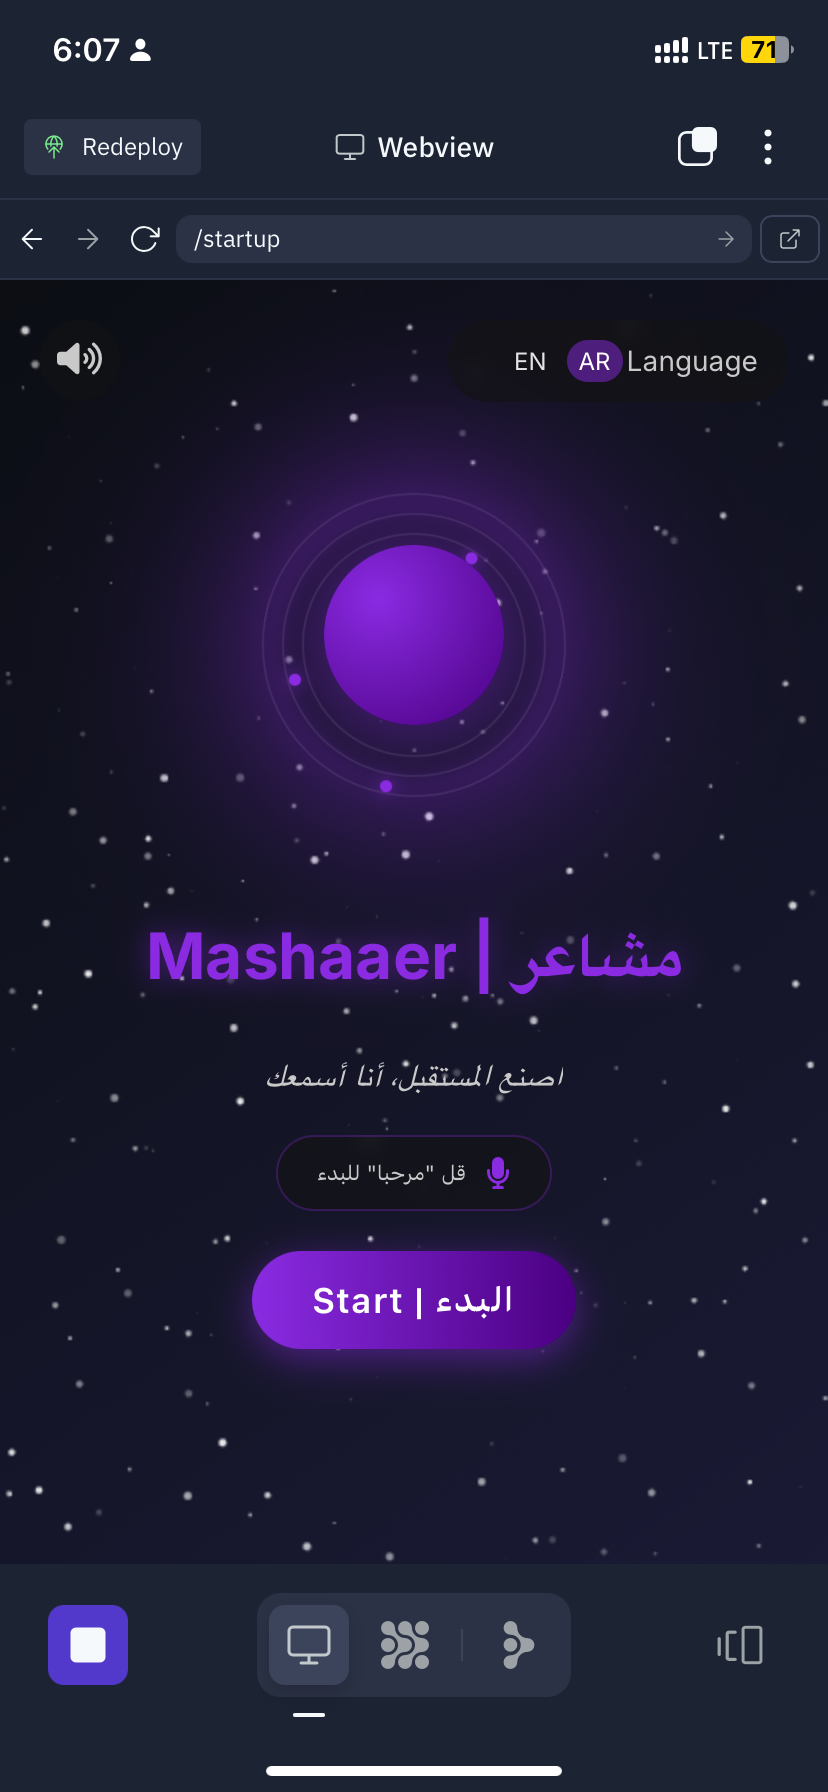 6:07 LTE 71
Redeploy Webview
/startup
EN AR Language
Mashaaer | مشاعر
اصنع المستقبل، أنا أسمعك
قل "مرحبا" للبدء
Start | البدء